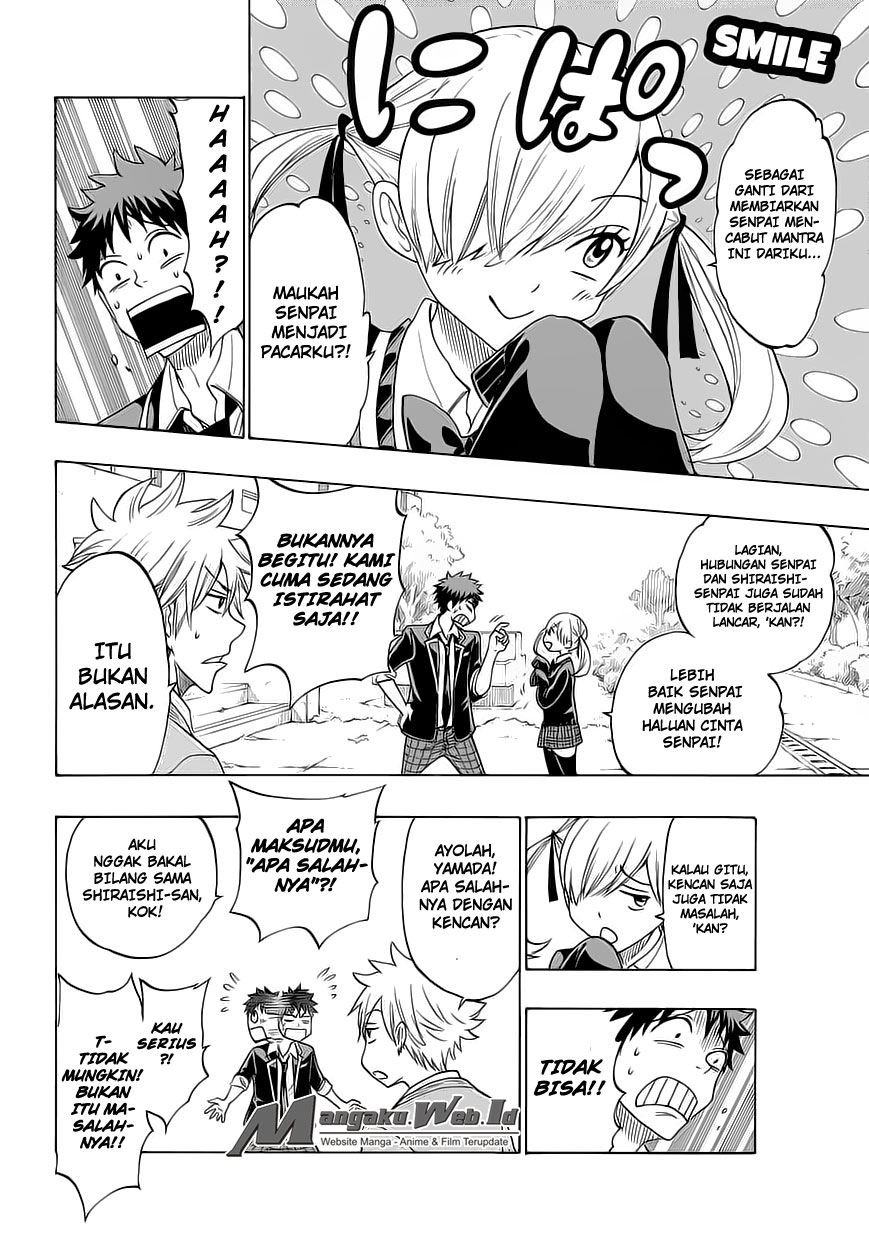 にぱっ
SMILE
SEBAGAI
GANTI DARI
MEMBIARKAN
SENPAI MEN-
CABUT MANTRA
INI DARIKU...
MAUKAH
SENPAI
MENJADI
PACARKU?!
HAAAAH?!!
LAGIAN,
HUBUNGAN SENPAI
DAN SHIRAISHI-
SENPAI JUGA SUDAH
TIDAK BERJALAN
LANCAR, 'KAN?!
LEBIH
BAIK SENPAI
MENGUBAH
HALUAN CINTA
SENPAI!
BUKANNYA
BEGITU! KAMI
CUMA SEDANG
ISTIRAHAT
SAJA!!
ITU
BUKAN
ALASAN.
KALAU GITU,
KENCAN SAJA
JUGA TIDAK
MASALAH,
'KAN?
TIDAK
BISA!!
AYOLAH,
YAMADA!
APA SALAH-
NYA DENGAN
KENCAN?
APA
MAKSUDMU,
"APA SALAH-
NYA"?!
AKU
NGGAK BAKAL
BILANG SAMA
SHIRAISHI-SAN,
KOK!
KAU
SERIUS
?!
T-
TIDAK
MUNGKIN!
BUKAN
ITU MA-
SALAH-
NYA!!
Mangaku.Web.Id
Website Manga - Anime & Film Terupdate